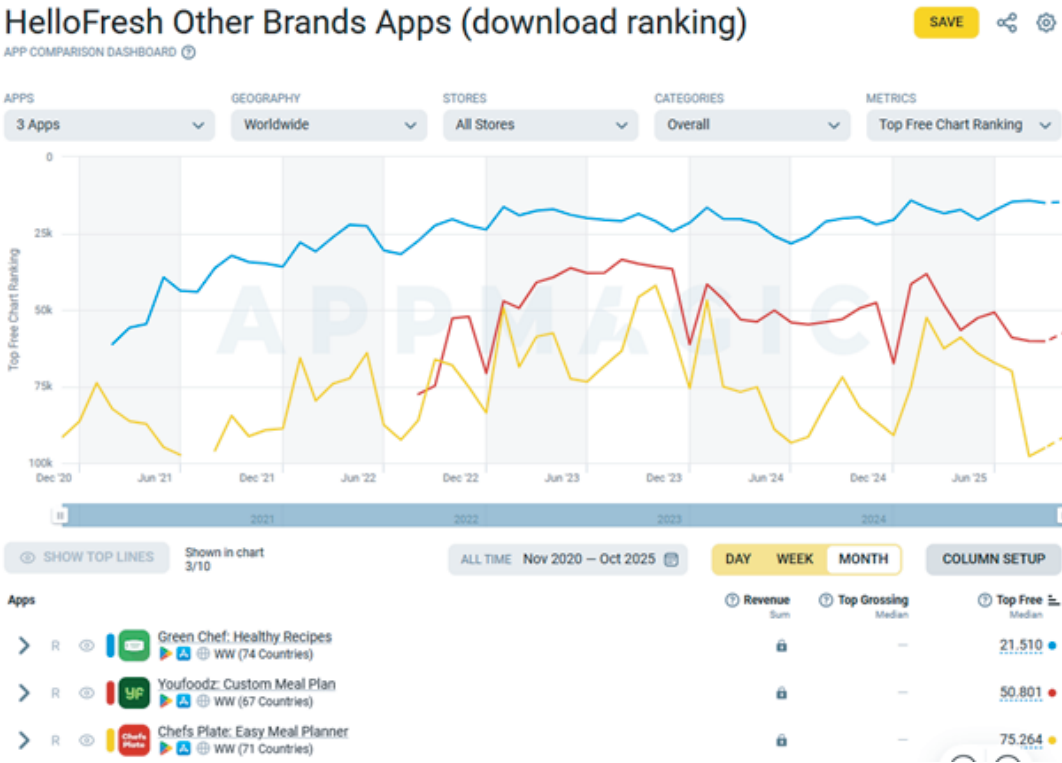 HelloFresh Other Brands Apps (download ranking)
SAVE
APP COMPARISON DASHBOARD ?
APPS GEOGRAPHY STORES CATEGORIES METRICS
3 Apps Worldwide All Stores Overall Top Free Chart Ranking
0
25k
50k
75k
100k
Top Free Chart Ranking
APPMAGIC
Dec '20 Jun '21 Dec '21 Jun '22 Dec '22 Jun '23 Dec '23 Jun '24 Dec '24 Jun '25
2021 2022 2023 2024
SHOW TOP LINES
Shown in chart
3/10
ALL TIME Nov 2020 – Oct 2025
DAY WEEK MONTH
COLUMN SETUP
Apps ? Revenue ? Top Grossing ? Top Free
Sum Median Median
R Green Chef: Healthy Recipes — 21.510
WW (74 Countries)
R YF Youfoodz: Custom Meal Plan — 50.801
WW (67 Countries)
R Chefs Plate Chefs Plate: Easy Meal Planner — 75.264
WW (71 Countries)